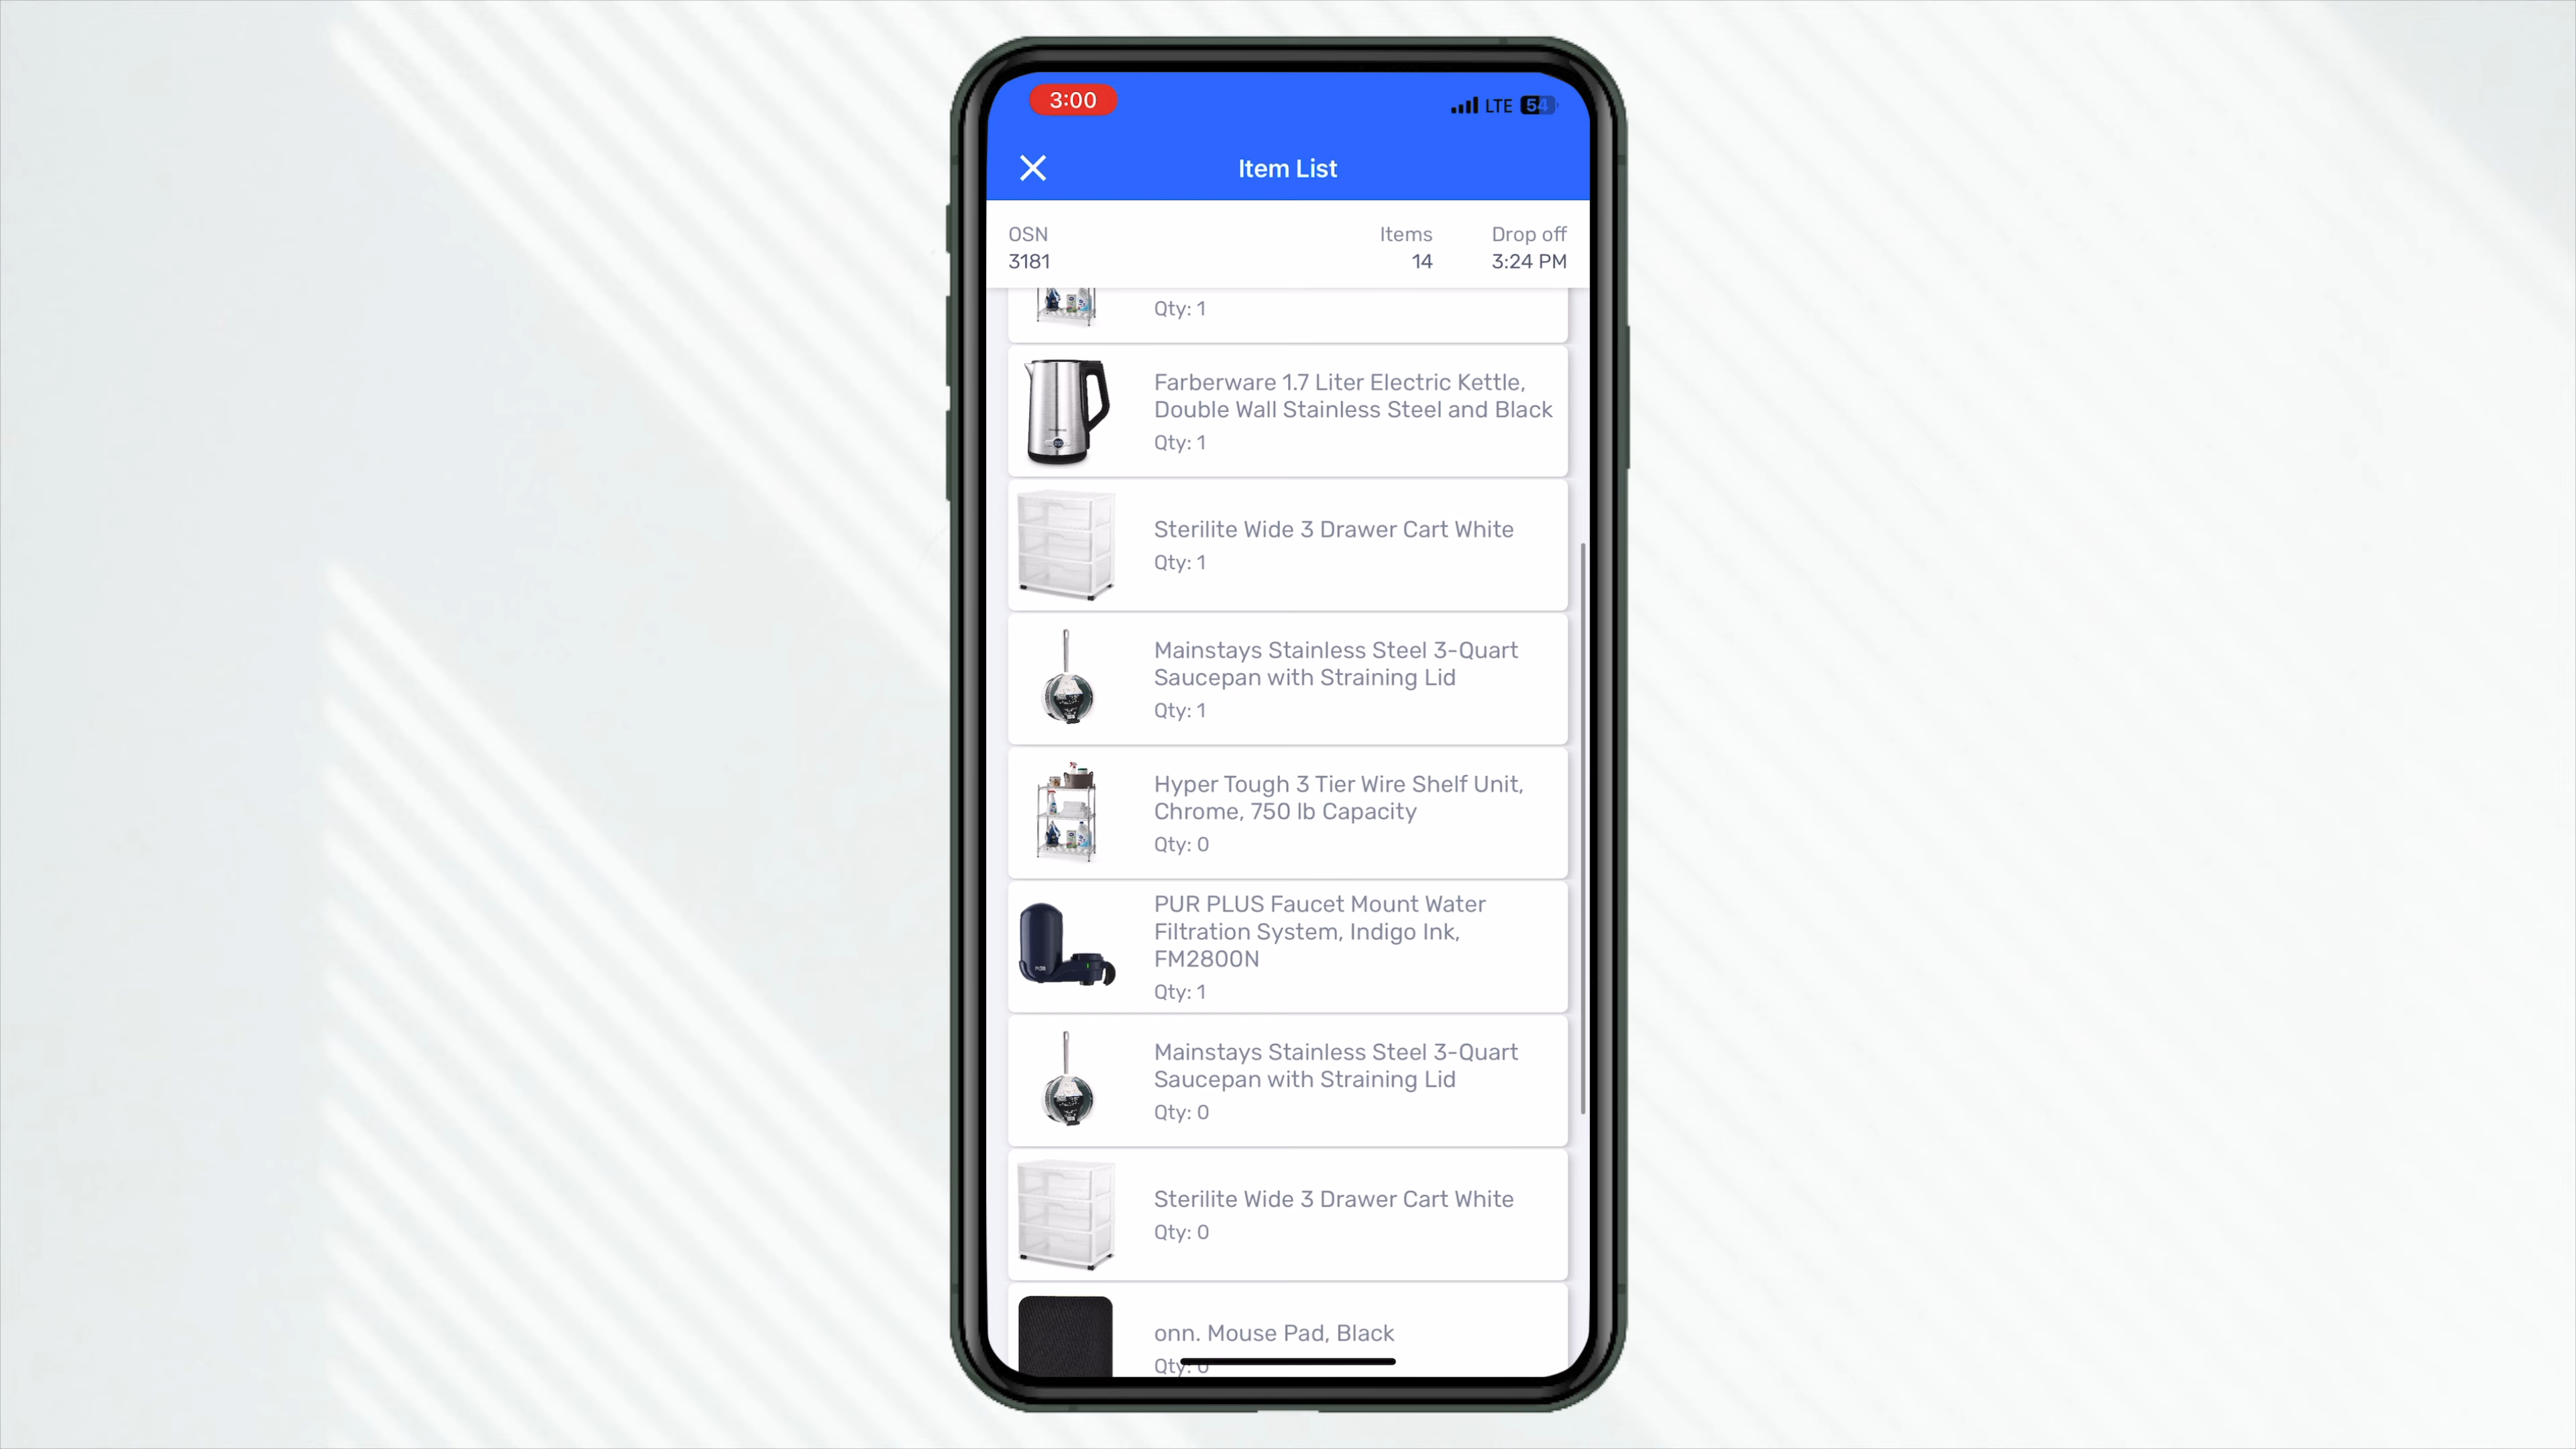 3:00
LTE 54
Item List
OSN Items Drop off
3181 14 3:24 PM
Qty: 1
Farberware 1.7 Liter Electric Kettle,
Double Wall Stainless Steel and Black
Qty: 1
Sterilite Wide 3 Drawer Cart White
Qty: 1
Mainstays Stainless Steel 3-Quart
Saucepan with Straining Lid
Qty: 1
Hyper Tough 3 Tier Wire Shelf Unit,
Chrome, 750 lb Capacity
Qty: 0
PUR PLUS Faucet Mount Water
Filtration System, Indigo Ink,
FM2800N
Qty: 1
Mainstays Stainless Steel 3-Quart
Saucepan with Straining Lid
Qty: 0
Sterilite Wide 3 Drawer Cart White
Qty: 0
onn. Mouse Pad, Black
Qty: 0